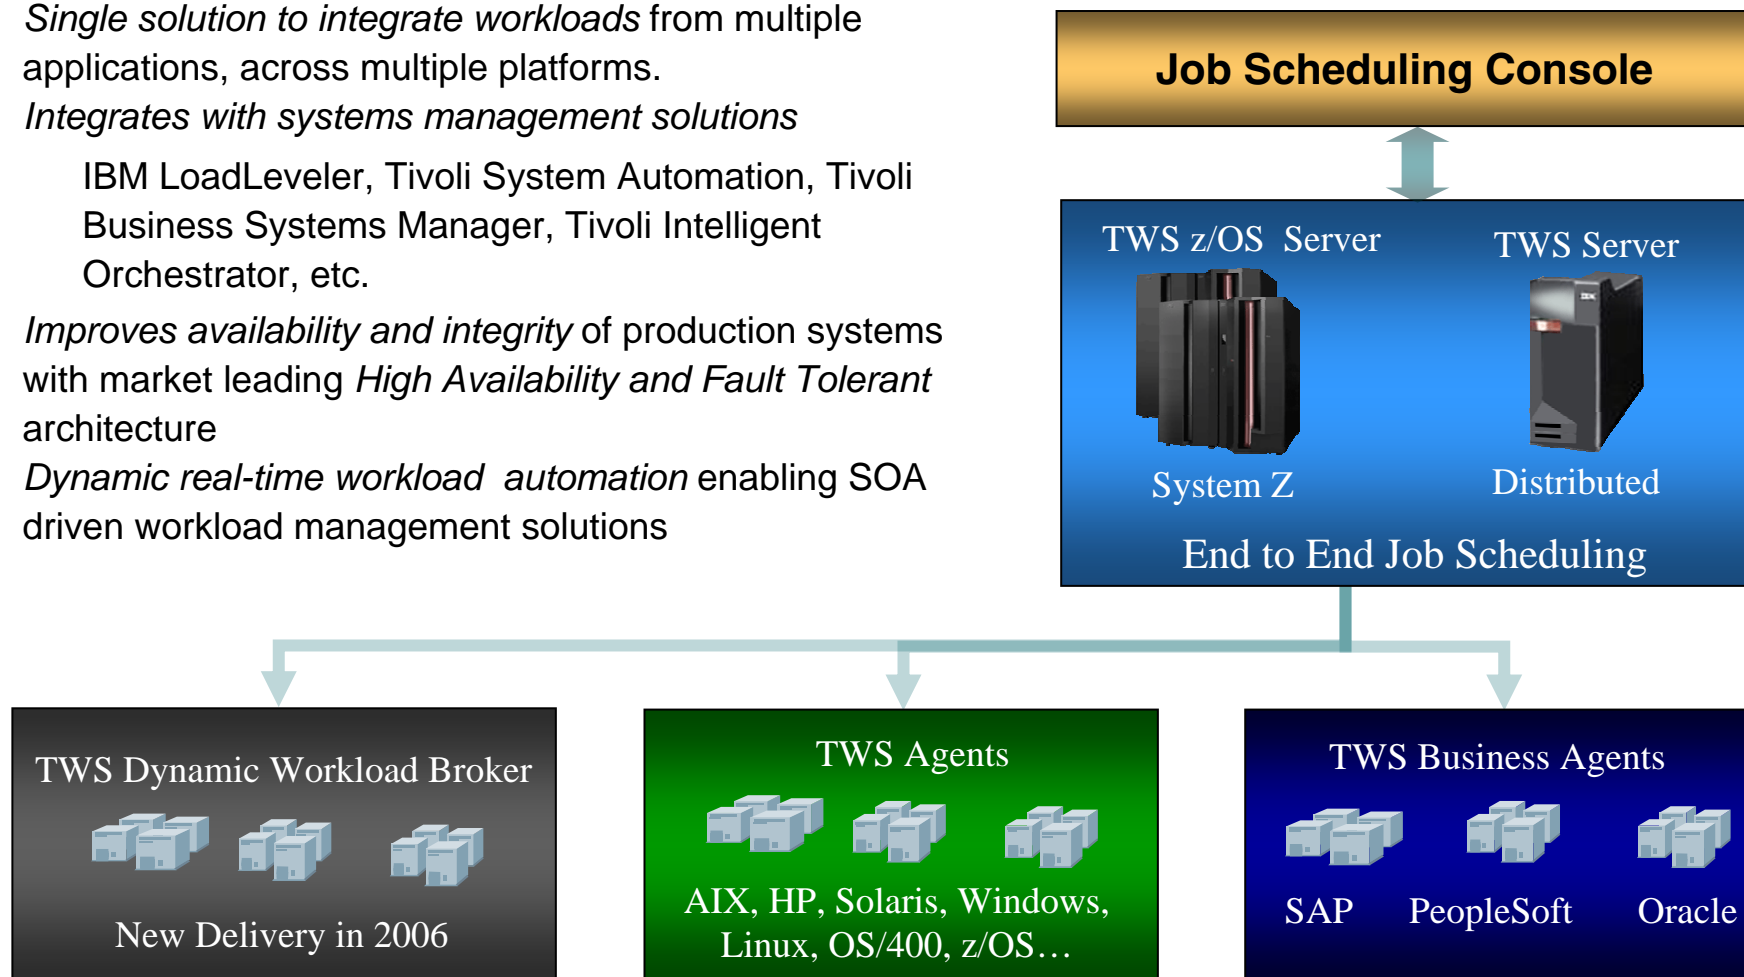 Single solution to integrate workloads from multiple
applications, across multiple platforms.
Integrates with systems management solutions
IBM LoadLeveler, Tivoli System Automation, Tivoli
Business Systems Manager, Tivoli Intelligent
Orchestrator, etc.
Improves availability and integrity of production systems
with market leading High Availability and Fault Tolerant
architecture
Dynamic real-time workload automation enabling SOA
driven workload management solutions
Job Scheduling Console
TWS z/OS Server
TWS Server
IBM
System Z
Distributed
End to End Job Scheduling
TWS Dynamic Workload Broker
New Delivery in 2006
TWS Agents
AIX, HP, Solaris, Windows,
Linux, OS/400, z/OS…
TWS Business Agents
SAP PeopleSoft Oracle